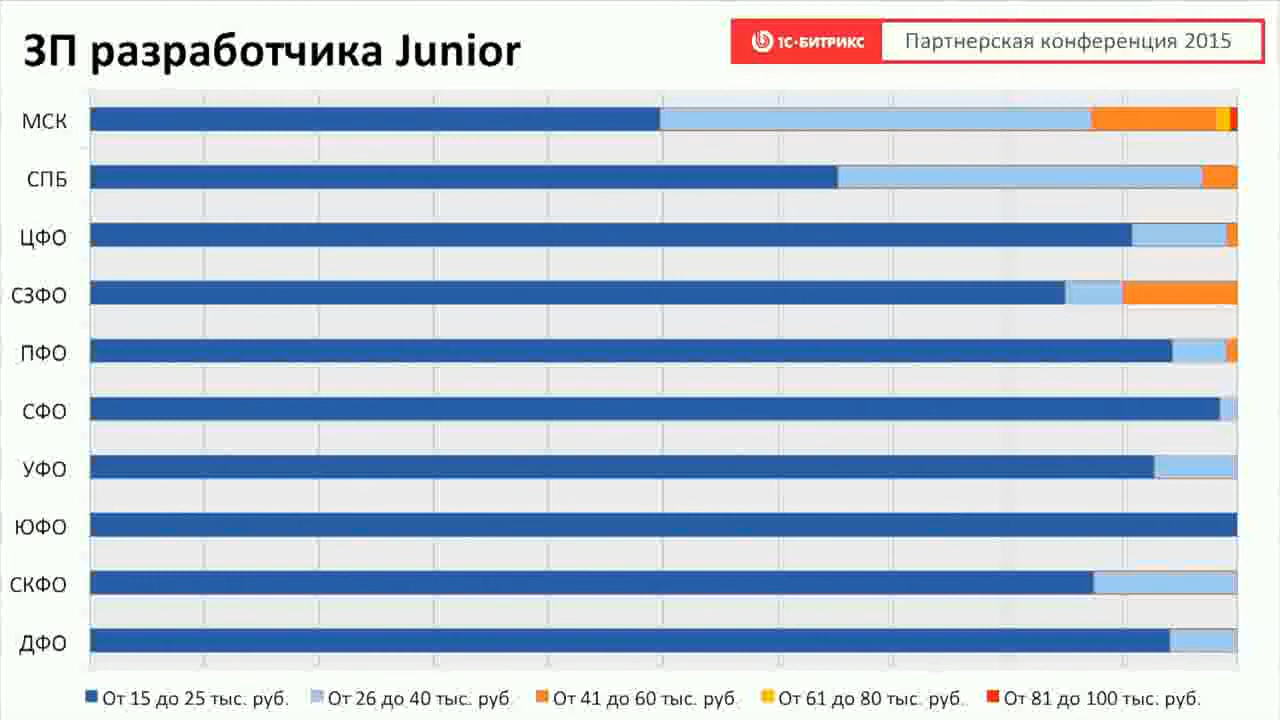 ЗП разработчика Junior
1С-БИТРИКС Партнерская конференция 2015
МСК
СПБ
ЦФО
СЗФО
ПФО
СФО
УФО
ЮФО
СКФО
ДФО
От 15 до 25 тыс. руб. От 26 до 40 тыс. руб. От 41 до 60 тыс. руб. От 61 до 80 тыс. руб. От 81 до 100 тыс. руб.